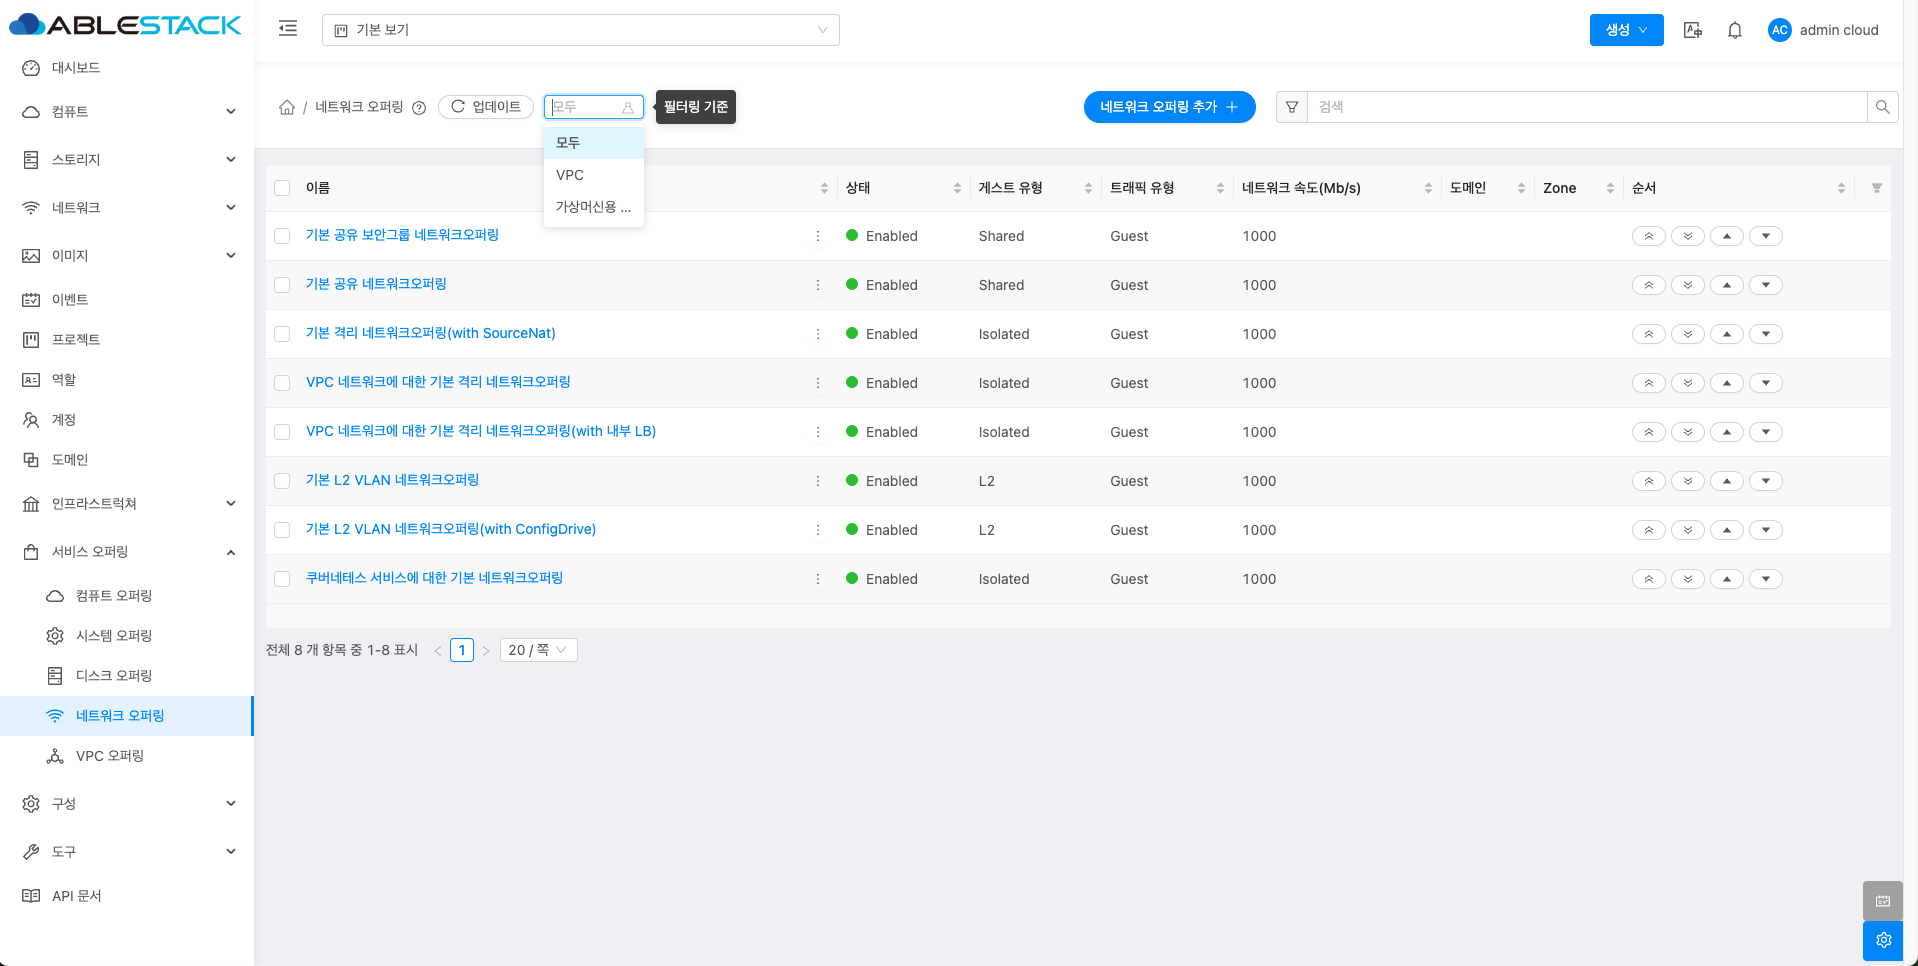 ABLESTACK
기본 보기
생성
AC
admin cloud
대시보드
컴퓨트
스토리지
네트워크
이미지
이벤트
프로젝트
역할
계정
도메인
인프라스트럭쳐
서비스 오퍼링
컴퓨트 오퍼링
시스템 오퍼링
디스크 오퍼링
네트워크 오퍼링
VPC 오퍼링
구성
도구
API 문서
/ 네트워크 오퍼링
업데이트
모두
필터링 기준
네트워크 오퍼링 추가
검색
모두
VPC
가상머신용 ...
이름 상태 게스트 유형 트래픽 유형 네트워크 속도(Mb/s) 도메인 Zone 순서
기본 공유 보안그룹 네트워크오퍼링 Enabled Shared Guest 1000
기본 공유 네트워크오퍼링 Enabled Shared Guest 1000
기본 격리 네트워크오퍼링(with SourceNat) Enabled Isolated Guest 1000
VPC 네트워크에 대한 기본 격리 네트워크오퍼링 Enabled Isolated Guest 1000
VPC 네트워크에 대한 기본 격리 네트워크오퍼링(with 내부 LB) Enabled Isolated Guest 1000
기본 L2 VLAN 네트워크오퍼링 Enabled L2 Guest 1000
기본 L2 VLAN 네트워크오퍼링(with ConfigDrive) Enabled L2 Guest 1000
쿠버네테스 서비스에 대한 기본 네트워크오퍼링 Enabled Isolated Guest 1000
전체 8 개 항목 중 1-8 표시 < 1 > 20 / 쪽